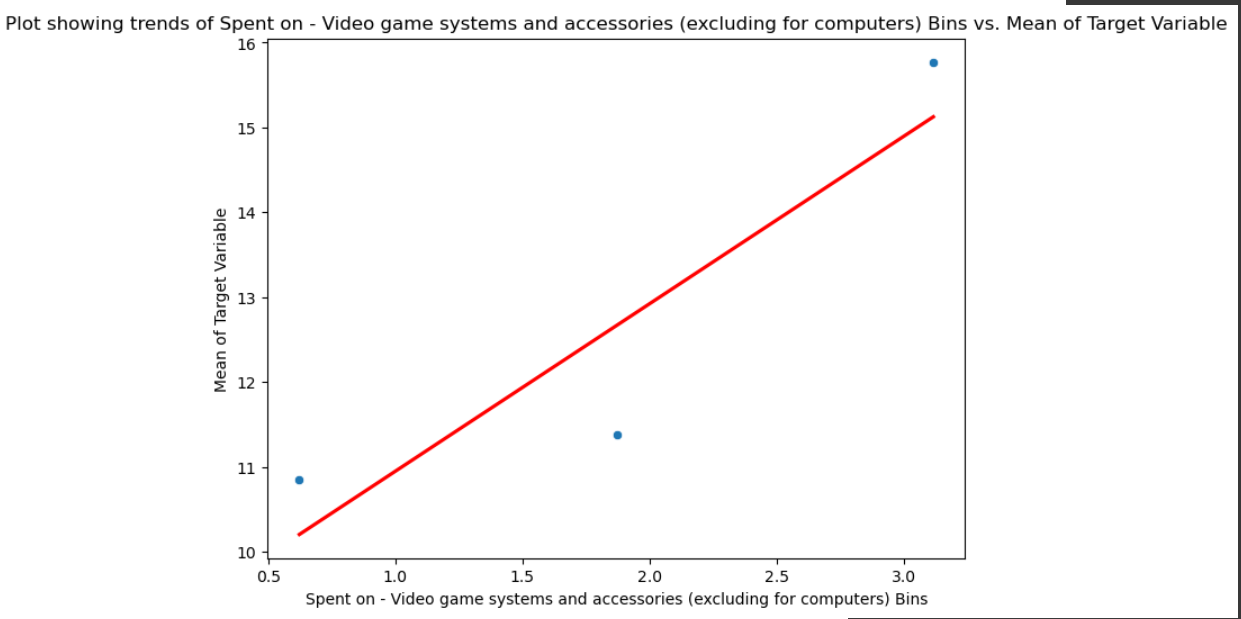 Plot showing trends of Spent on - Video game systems and accessories (excluding for computers) Bins vs. Mean of Target Variable
16
15
14
13
12
11
10
Mean of Target Variable
0.5 1.0 1.5 2.0 2.5 3.0
Spent on - Video game systems and accessories (excluding for computers) Bins